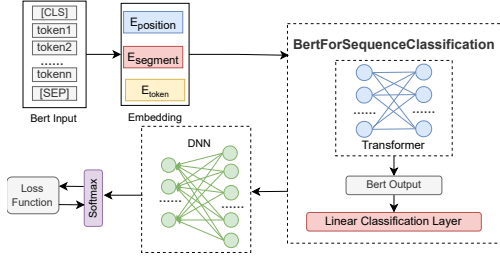 [CLS]
token1
token2
......
tokenn
[SEP]
Bert Input
Eposition
Esegment
Etoken
Embedding
BertForSequenceClassification
......
......
Transformer
Bert Output
Linear Classification Layer
DNN
......
......
Softmax
Loss
Function